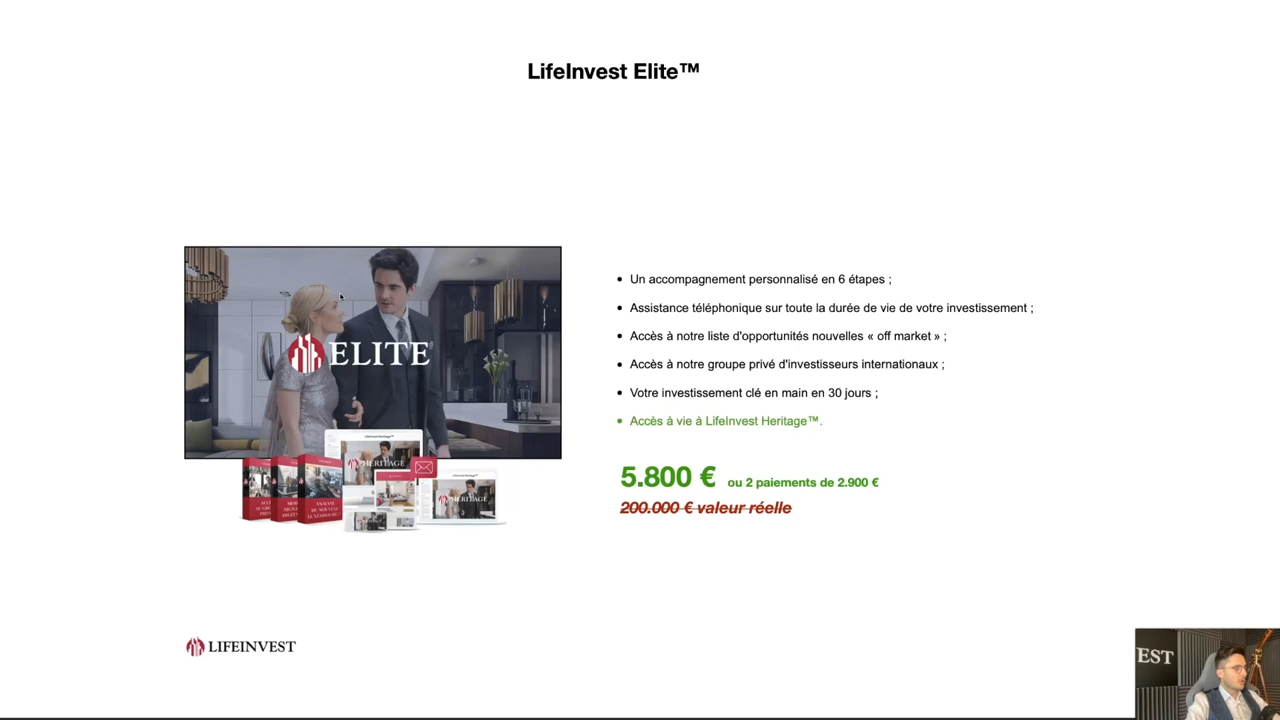 LifeInvest Elite™
ELITE
• Un accompagnement personnalisé en 6 étapes ;
• Assistance téléphonique sur toute la durée de vie de votre investissement ;
• Accès à notre liste d'opportunités nouvelles « off market » ;
• Accès à notre groupe privé d'investisseurs internationaux ;
• Votre investissement clé en main en 30 jours ;
• Accès à vie à LifeInvest Heritage™.
HERITAGE
HERITAGE
5.800 € ou 2 paiements de 2.900 €
200.000 € valeur réelle
LIFEINVEST
EST